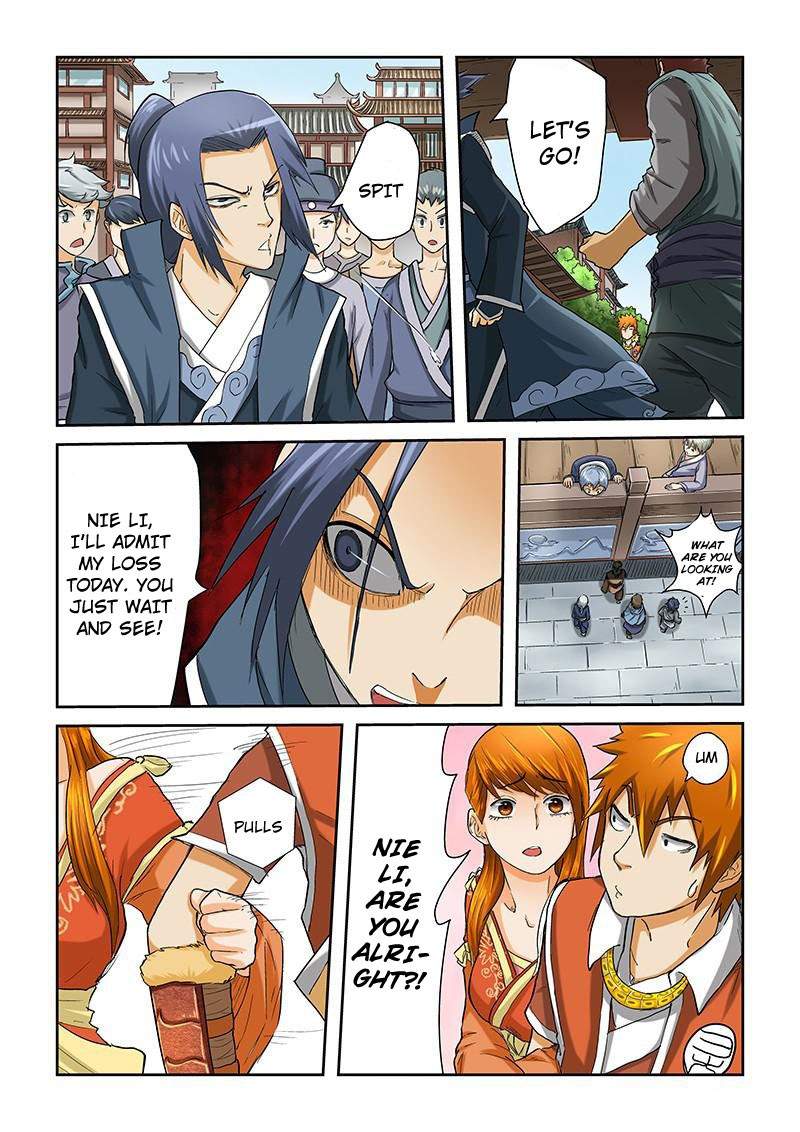 SPIT
LET'S
GO!
NIE LI,
I'LL ADMIT
MY LOSS
TODAY. YOU
JUST WAIT
AND SEE!
WHAT
ARE YOU
LOOKING
AT!
PULLS
NIE
LI,
ARE
YOU
ALRI-
GHT?!
UM